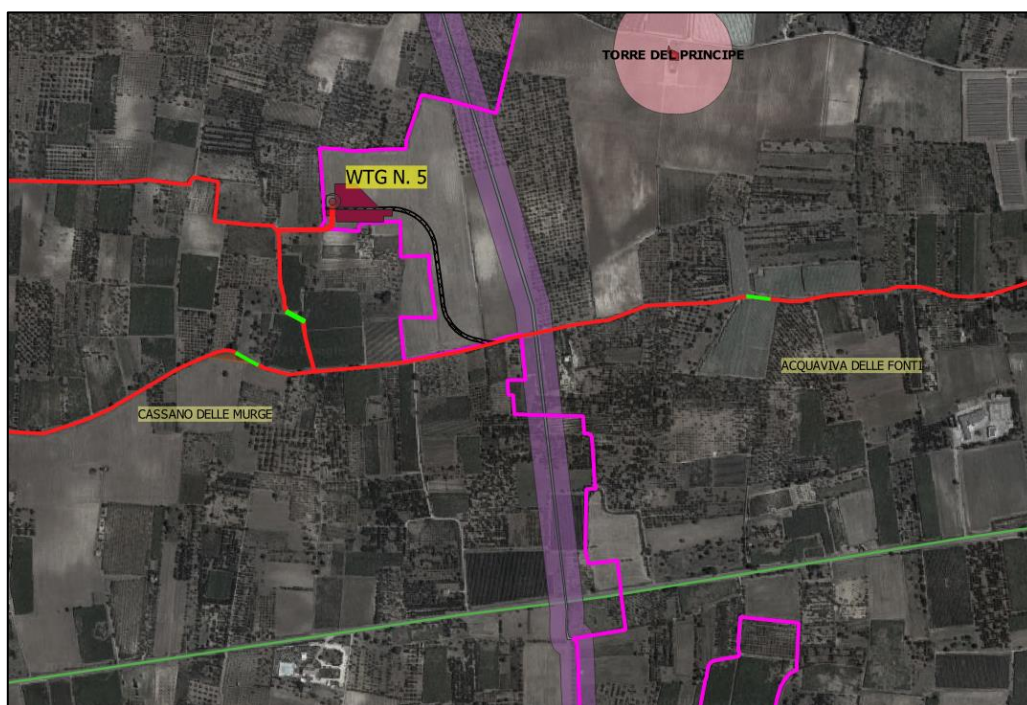 TORRE DEL PRINCIPE
WTG N. 5
ACQUAVIVA DELLE FONTI
CASSANO DELLE MURGE